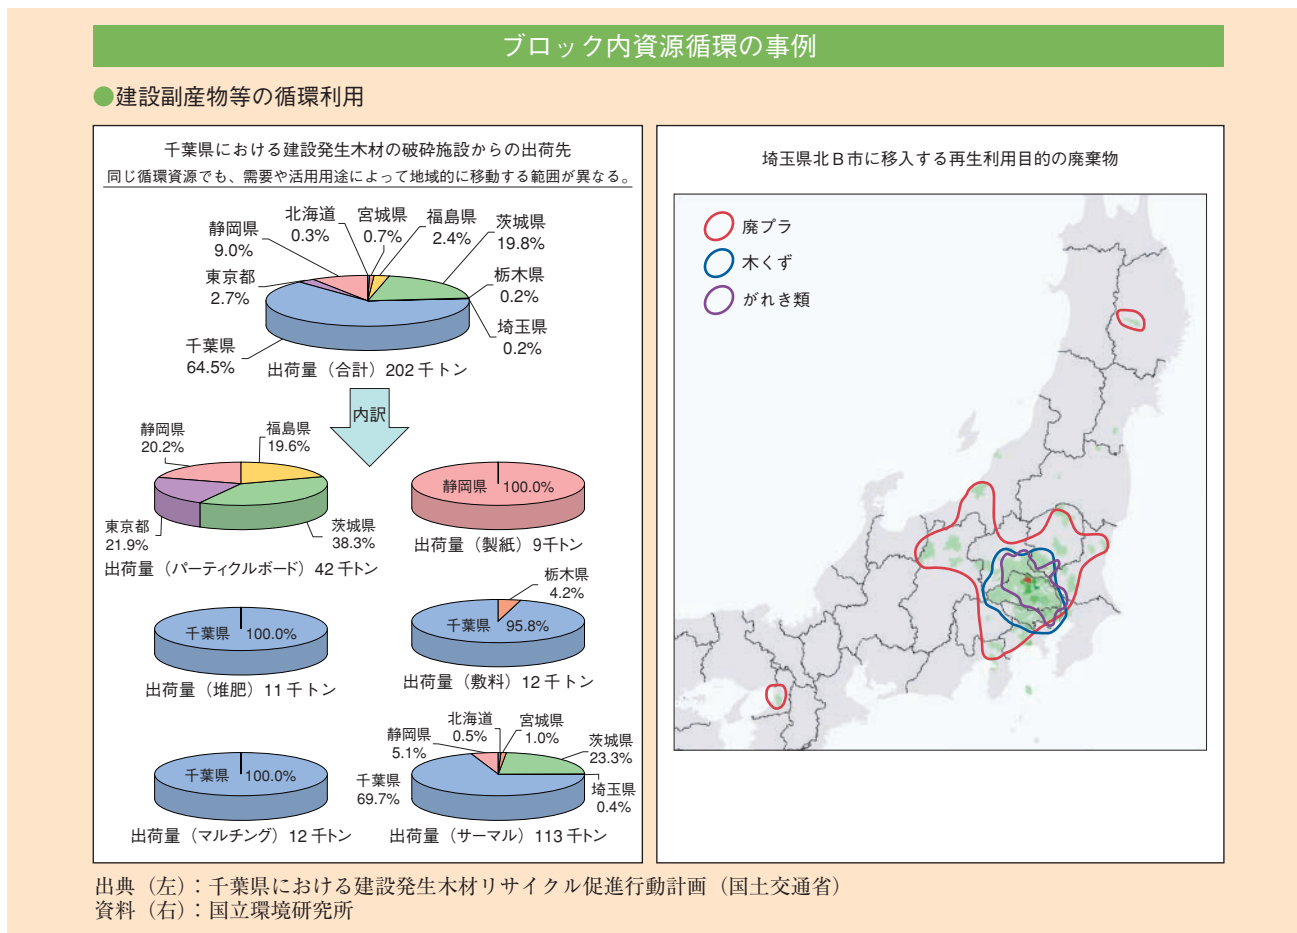 ブロック内資源循環の事例
●建設副産物等の循環利用
千葉県における建設発生木材の破砕施設からの出荷先
同じ循環資源でも、需要や活用用途によって地域的に移動する範囲が異なる。
北海道
0.3%
宮城県
0.7%
福島県
2.4%
茨城県
19.8%
静岡県
9.0%
東京都
2.7%
栃木県
0.2%
埼玉県
0.2%
千葉県
64.5%
出荷量（合計）202千トン
内訳
静岡県
20.2%
福島県
19.6%
東京都
21.9%
茨城県
38.3%
出荷量（パーティクルボード）42千トン
静岡県 100.0%
出荷量（製紙）9千トン
千葉県 100.0%
出荷量（堆肥）11千トン
栃木県
4.2%
千葉県 95.8%
出荷量（敷料）12千トン
千葉県 100.0%
出荷量（マルチング）12千トン
北海道
0.5%
宮城県
1.0%
静岡県
5.1%
茨城県
23.3%
千葉県
69.7%
埼玉県
0.4%
出荷量（サーマル）113千トン
埼玉県北B市に移入する再生利用目的の廃棄物
廃プラ
木くず
がれき類
出典（左）：千葉県における建設発生木材リサイクル促進行動計画（国土交通省）
資料（右）：国立環境研究所